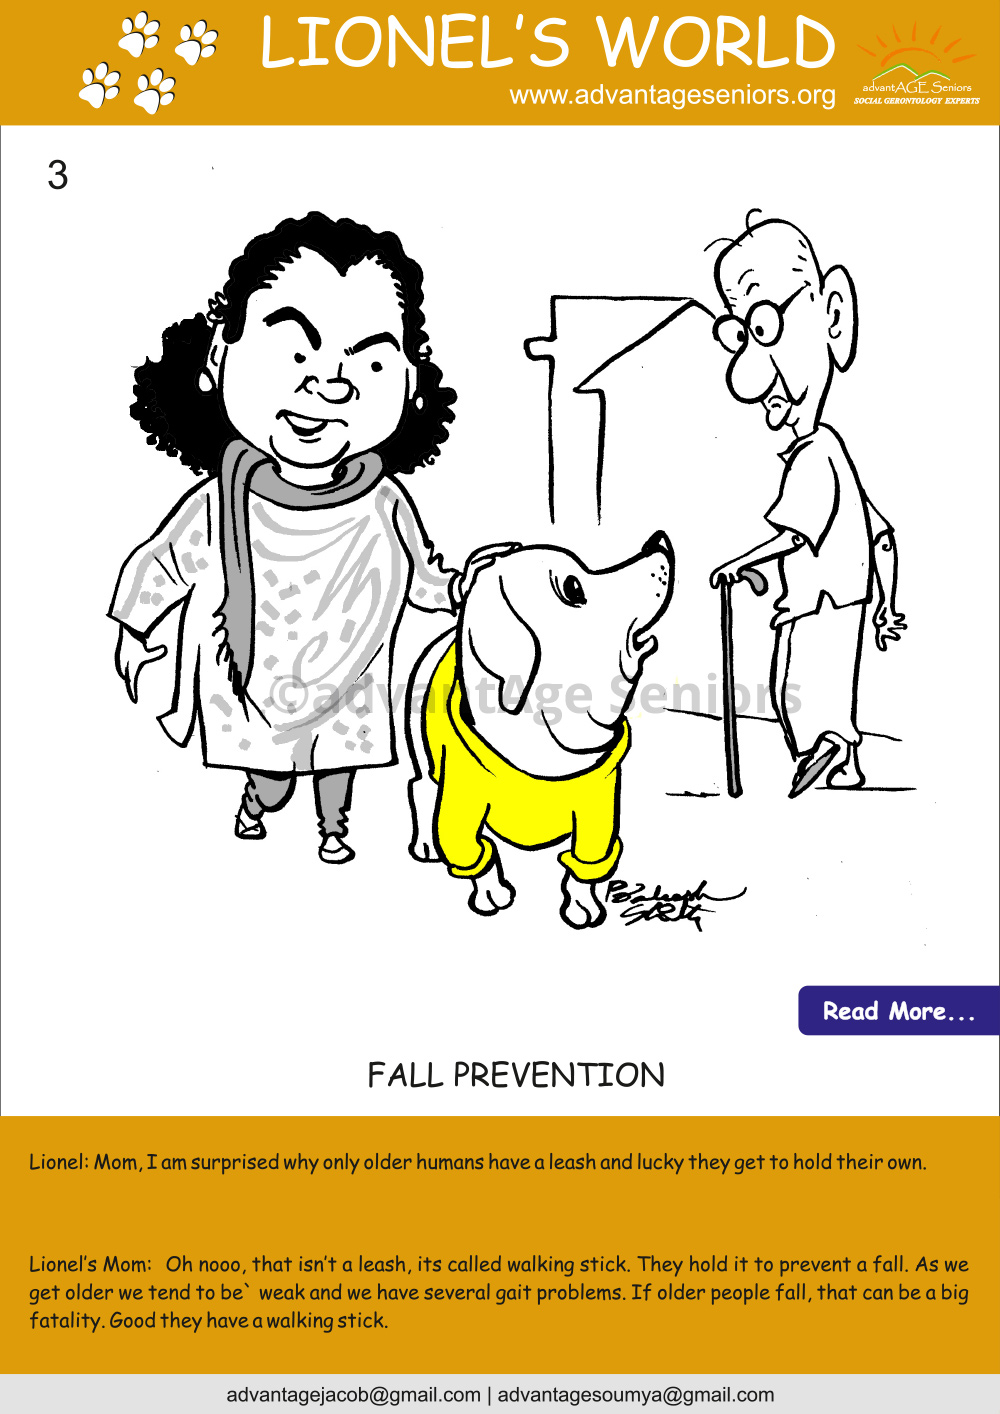 LIONEL'S WORLD
www.advantageseniors.org
advantAGE Seniors
SOCIAL GERONTOLOGY EXPERTS
3
©advantAge Seniors
Read More...
FALL PREVENTION
Lionel: Mom, I am surprised why only older humans have a leash and lucky they get to hold their own.
Lionel's Mom: Oh nooo, that isn't a leash, its called walking stick. They hold it to prevent a fall. As we
get older we tend to be` weak and we have several gait problems. If older people fall, that can be a big
fatality. Good they have a walking stick.
advantagejacob@gmail.com | advantagesoumya@gmail.com